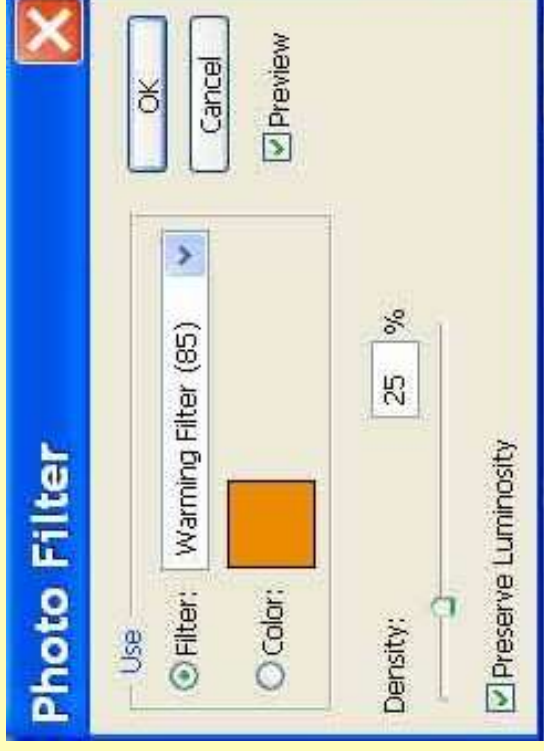 Photo Filter
Use
Filter: Warming Filter (85)
Color:
OK
Cancel
Preview
Density: 25 %
Preserve Luminosity